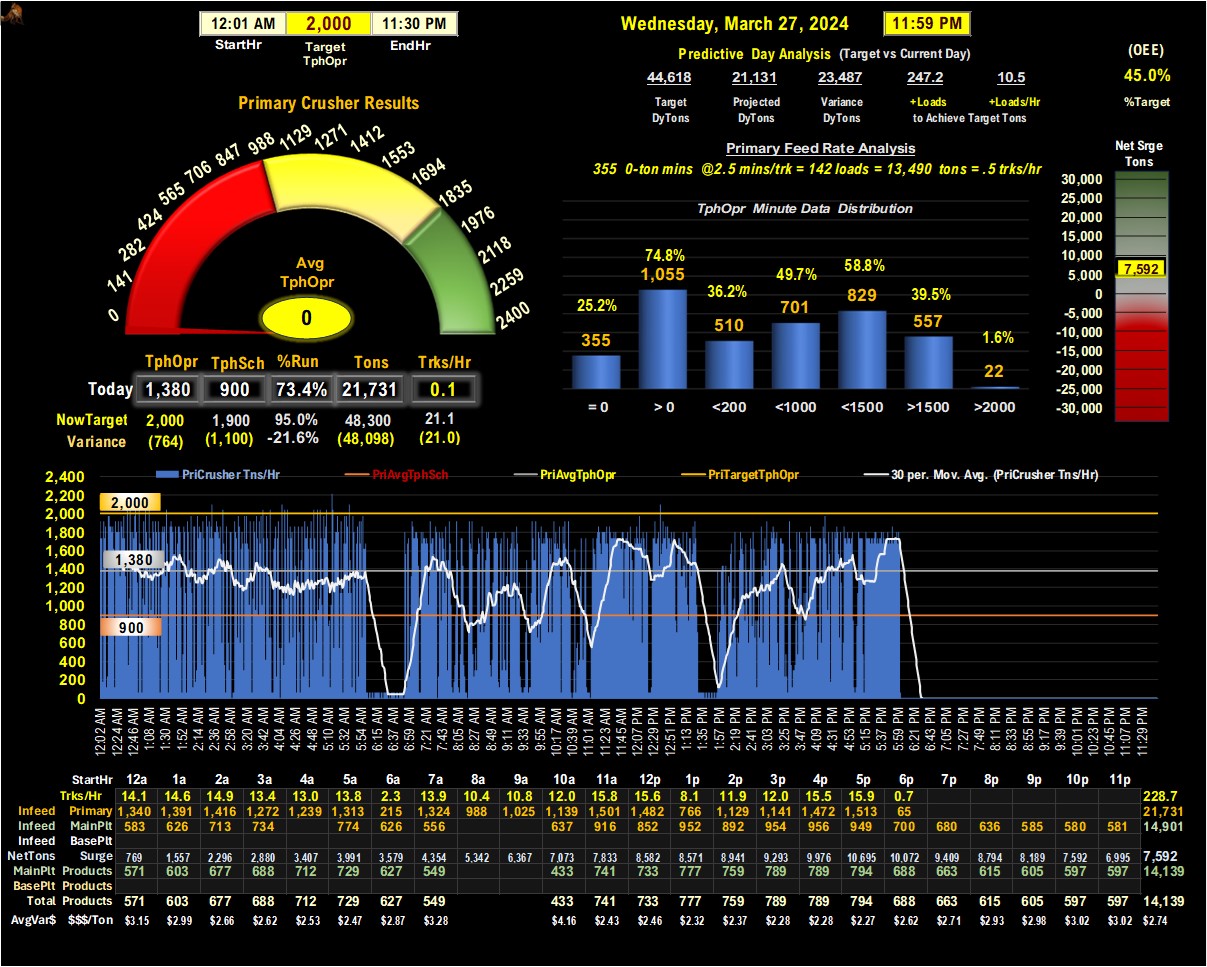 12:01 AM 2,000 11:30 PM
StartHr Target TphOpr EndHr
Wednesday, March 27, 2024 11:59 PM
Predictive Day Analysis (Target vs Current Day)
44,618 21,131 23,487 247.2 10.5
Target DyTons Projected DyTons Variance DyTons +Loads +Loads/Hr
to Achieve Target Tons
(OEE)
45.0%
%Target
Primary Crusher Results
0 141 282 424 565 706 847 988 1129 1271 1412 1553 1694 1835 1976 2118 2259 2400
Avg
TphOpr
0
TphOpr TphSch %Run Tons Trks/Hr
Today 1,380 900 73.4% 21,731 0.1
NowTarget 2,000 1,900 95.0% 48,300 21.1
Variance (764) (1,100) -21.6% (48,098) (21.0)
Primary Feed Rate Analysis
355 0-ton mins @2.5 mins/trk = 142 loads = 13,490 tons = .5 trks/hr
TphOpr Minute Data Distribution
25.2% 74.8% 36.2% 49.7% 58.8% 39.5% 1.6%
355 1,055 510 701 829 557 22
= 0 > 0 <200 <1000 <1500 >1500 >2000
Net Srge
Tons
30,000
25,000
20,000
15,000
10,000
7,592
5,000
0
-5,000
-10,000
-15,000
-20,000
-25,000
-30,000
PriCrusher Tns/Hr PriAvgTphSch PriAvgTphOpr PriTargetTphOpr 30 per. Mov. Avg. (PriCrusher Tns/Hr)
2,400
2,200
2,000
1,800
1,600
1,400
1,200
1,000
800
600
400
200
0
2,000
1,380
900
12:02 AM 12:24 AM 12:46 AM 1:08 AM 1:30 AM 1:52 AM 2:14 AM 2:36 AM 2:58 AM 3:20 AM 3:42 AM 4:04 AM 4:26 AM 4:48 AM 5:10 AM 5:32 AM 5:54 AM 6:15 AM 6:37 AM 6:59 AM 7:21 AM 7:43 AM 8:05 AM 8:27 AM 8:49 AM 9:11 AM 9:33 AM 9:55 AM 10:17 AM 10:39 AM 11:01 AM 11:23 AM 11:45 AM 12:07 PM 12:29 PM 12:51 PM 1:13 PM 1:35 PM 1:57 PM 2:19 PM 2:41 PM 3:03 PM 3:25 PM 3:47 PM 4:09 PM 4:31 PM 4:53 PM 5:15 PM 5:37 PM 5:59 PM 6:21 PM 6:43 PM 7:05 PM 7:27 PM 7:49 PM 8:11 PM 8:33 PM 8:55 PM 9:17 PM 9:39 PM 10:01 PM 10:23 PM 10:45 PM 11:07 PM 11:29 PM
StartHr 12a 1a 2a 3a 4a 5a 6a 7a 8a 9a 10a 11a 12p 1p 2p 3p 4p 5p 6p 7p 8p 9p 10p 11p
Trks/Hr 14.1 14.6 14.9 13.4 13.0 13.8 2.3 13.9 10.4 10.8 12.0 15.8 15.6 8.1 11.9 12.0 15.5 15.9 0.7 228.7
Infeed Primary 1,340 1,391 1,416 1,272 1,239 1,313 215 1,324 988 1,025 1,139 1,501 1,482 766 1,129 1,141 1,472 1,513 65 21,731
Infeed MainPlt 583 626 713 734 774 626 556 637 916 852 952 892 954 956 949 700 680 636 585 580 581 14,901
Infeed BasePlt
NetTons Surge 769 1,557 2,296 2,880 3,407 3,991 3,579 4,354 5,342 6,367 7,073 7,833 8,582 8,571 8,941 9,293 9,976 10,695 10,072 9,409 8,794 8,189 7,592 6,995 7,592
MainPlt Products 571 603 677 688 712 729 627 549 433 741 733 777 759 789 789 794 688 663 615 605 597 597 14,139
BasePlt Products
Total Products 571 603 677 688 712 729 627 549 433 741 733 777 759 789 789 794 688 663 615 605 597 597 14,139
AvgVar$ $$$/Ton $3.15 $2.99 $2.66 $2.62 $2.53 $2.47 $2.87 $3.28 $4.16 $2.43 $2.46 $2.32 $2.37 $2.28 $2.28 $2.27 $2.62 $2.71 $2.93 $2.98 $3.02 $3.02 $2.74